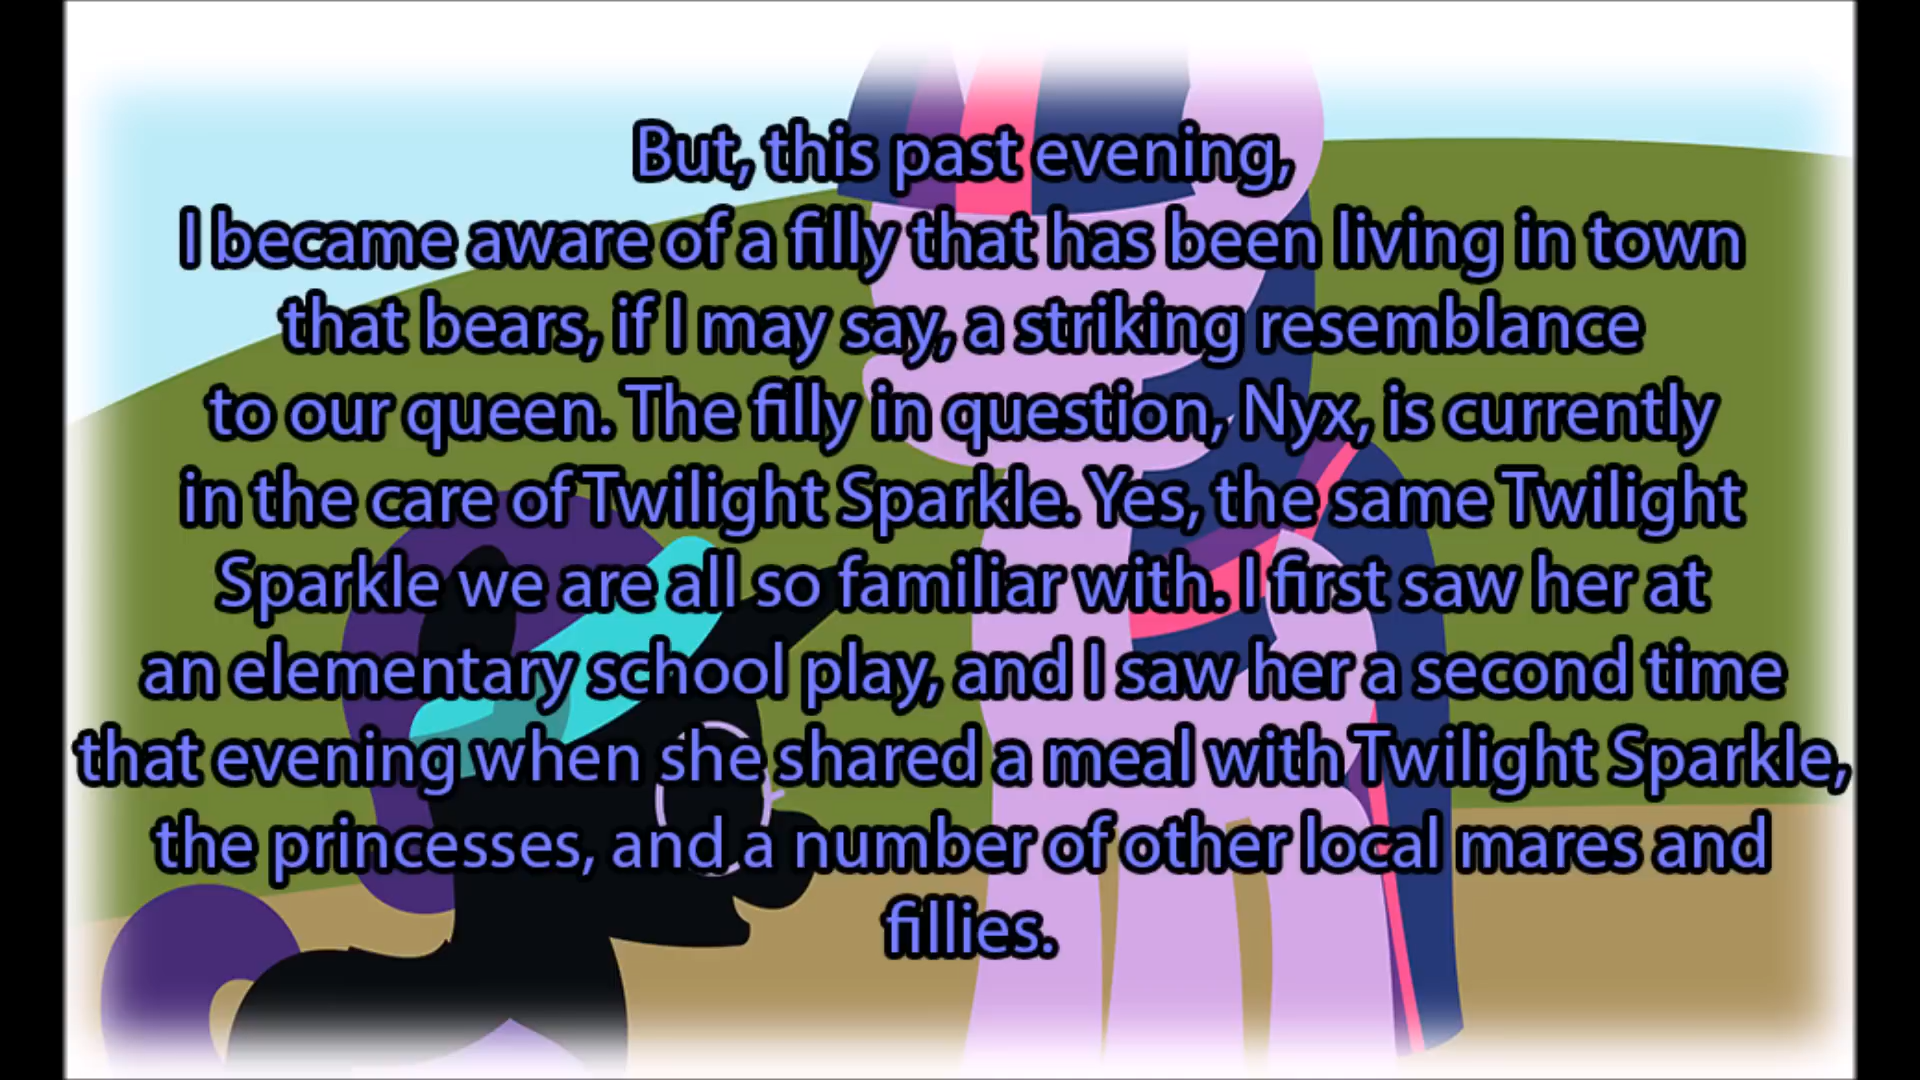 But, this past evening,
I became aware of a filly that has been living in town
that bears, if I may say, a striking resemblance
to our queen. The filly in question, Nyx, is currently
in the care of Twilight Sparkle. Yes, the same Twilight
Sparkle we are all so familiar with. I first saw her at
an elementary school play, and I saw her a second time
that evening when she shared a meal with Twilight Sparkle,
the princesses, and a number of other local mares and
fillies.